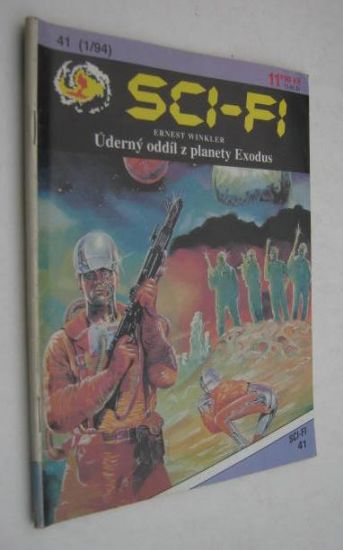 41 (1/94)
SCI-FI
ERNEST WINKLER
Úderný oddíl z planety Exodus
SCI-FI
41